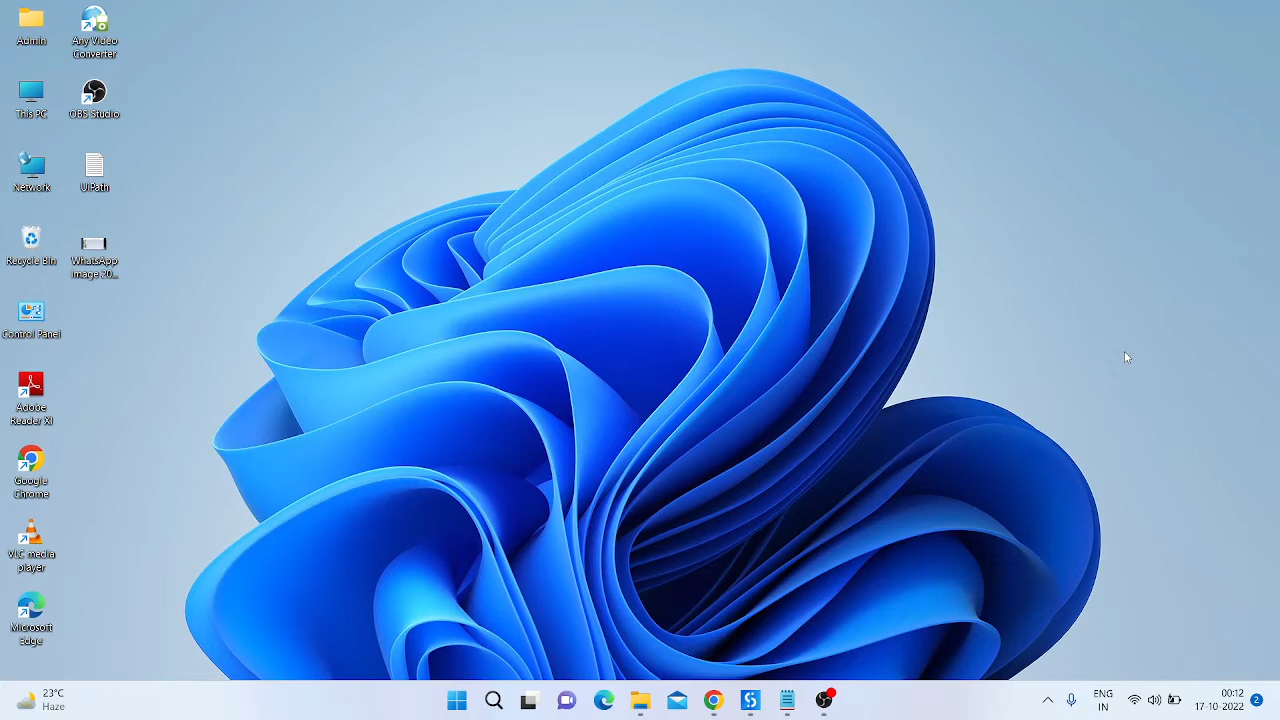 Admin
Any Video
Converter
This PC
OBS Studio
Network
UiPath
Recycle Bin
WhatsApp
Image 20...
Control Panel
Adobe
Reader XI
Google
Chrome
VLC media
player
Microsoft
Edge
23°C
Haze
ENG
IN
00:12
17-10-2022
2